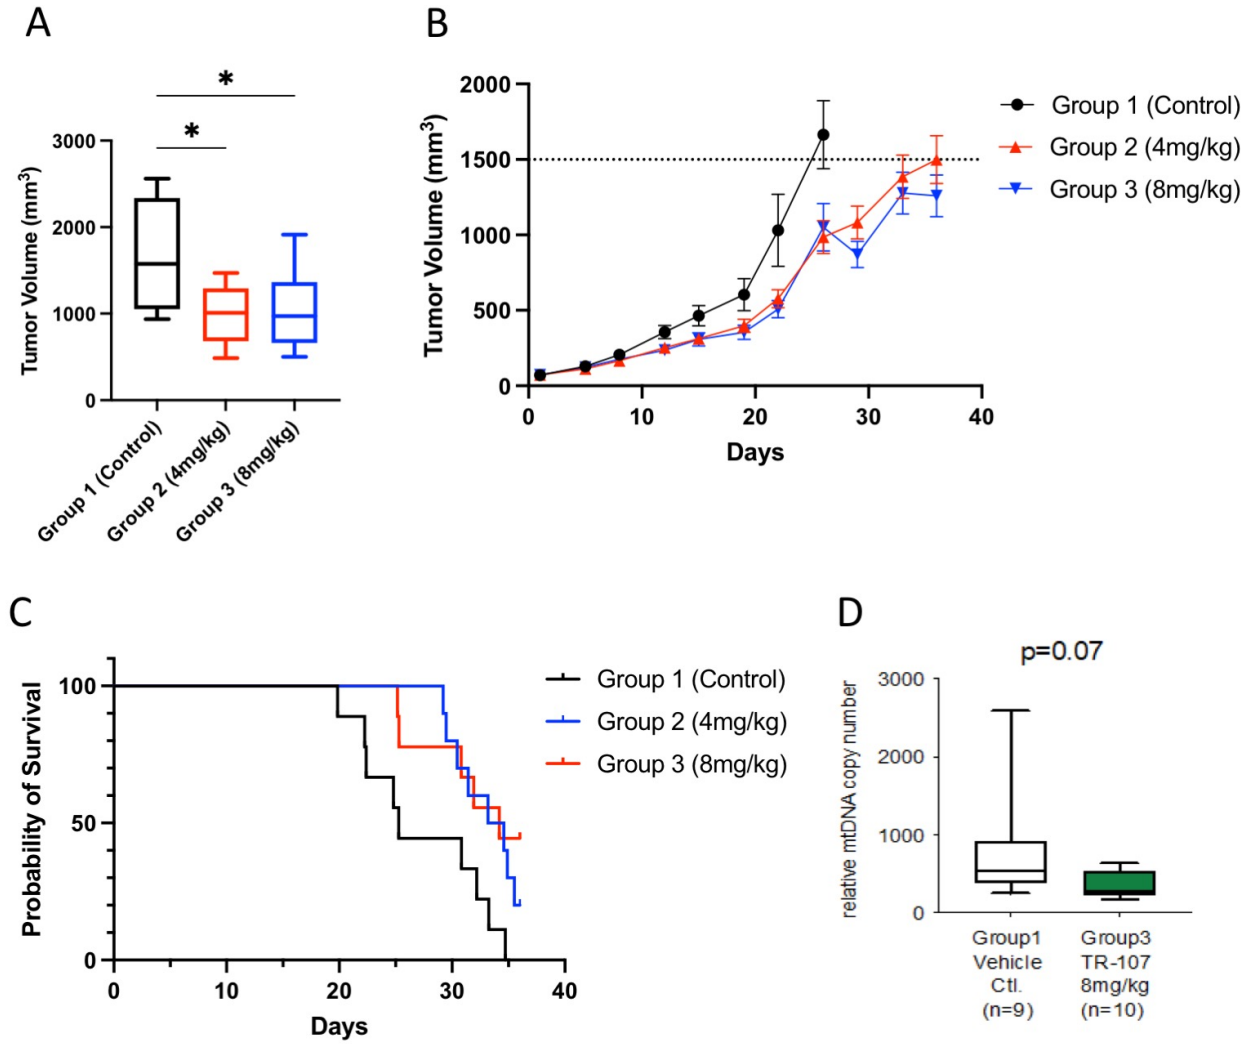 A
*
*
3000
2000
1000
0
Tumor Volume (mm³)
Group 1 (Control)
Group 2 (4mg/kg)
Group 3 (8mg/kg)
B
2000
1500
1000
500
0
Tumor Volume (mm³)
0 10 20 30 40
Days
Group 1 (Control)
Group 2 (4mg/kg)
Group 3 (8mg/kg)
C
100
50
0
Probability of Survival
0 10 20 30 40
Days
Group 1 (Control)
Group 2 (4mg/kg)
Group 3 (8mg/kg)
D
p=0.07
3000
2000
1000
0
relative mtDNA copy number
Group1
Vehicle
Ctl.
(n=9)
Group3
TR-107
8mg/kg
(n=10)